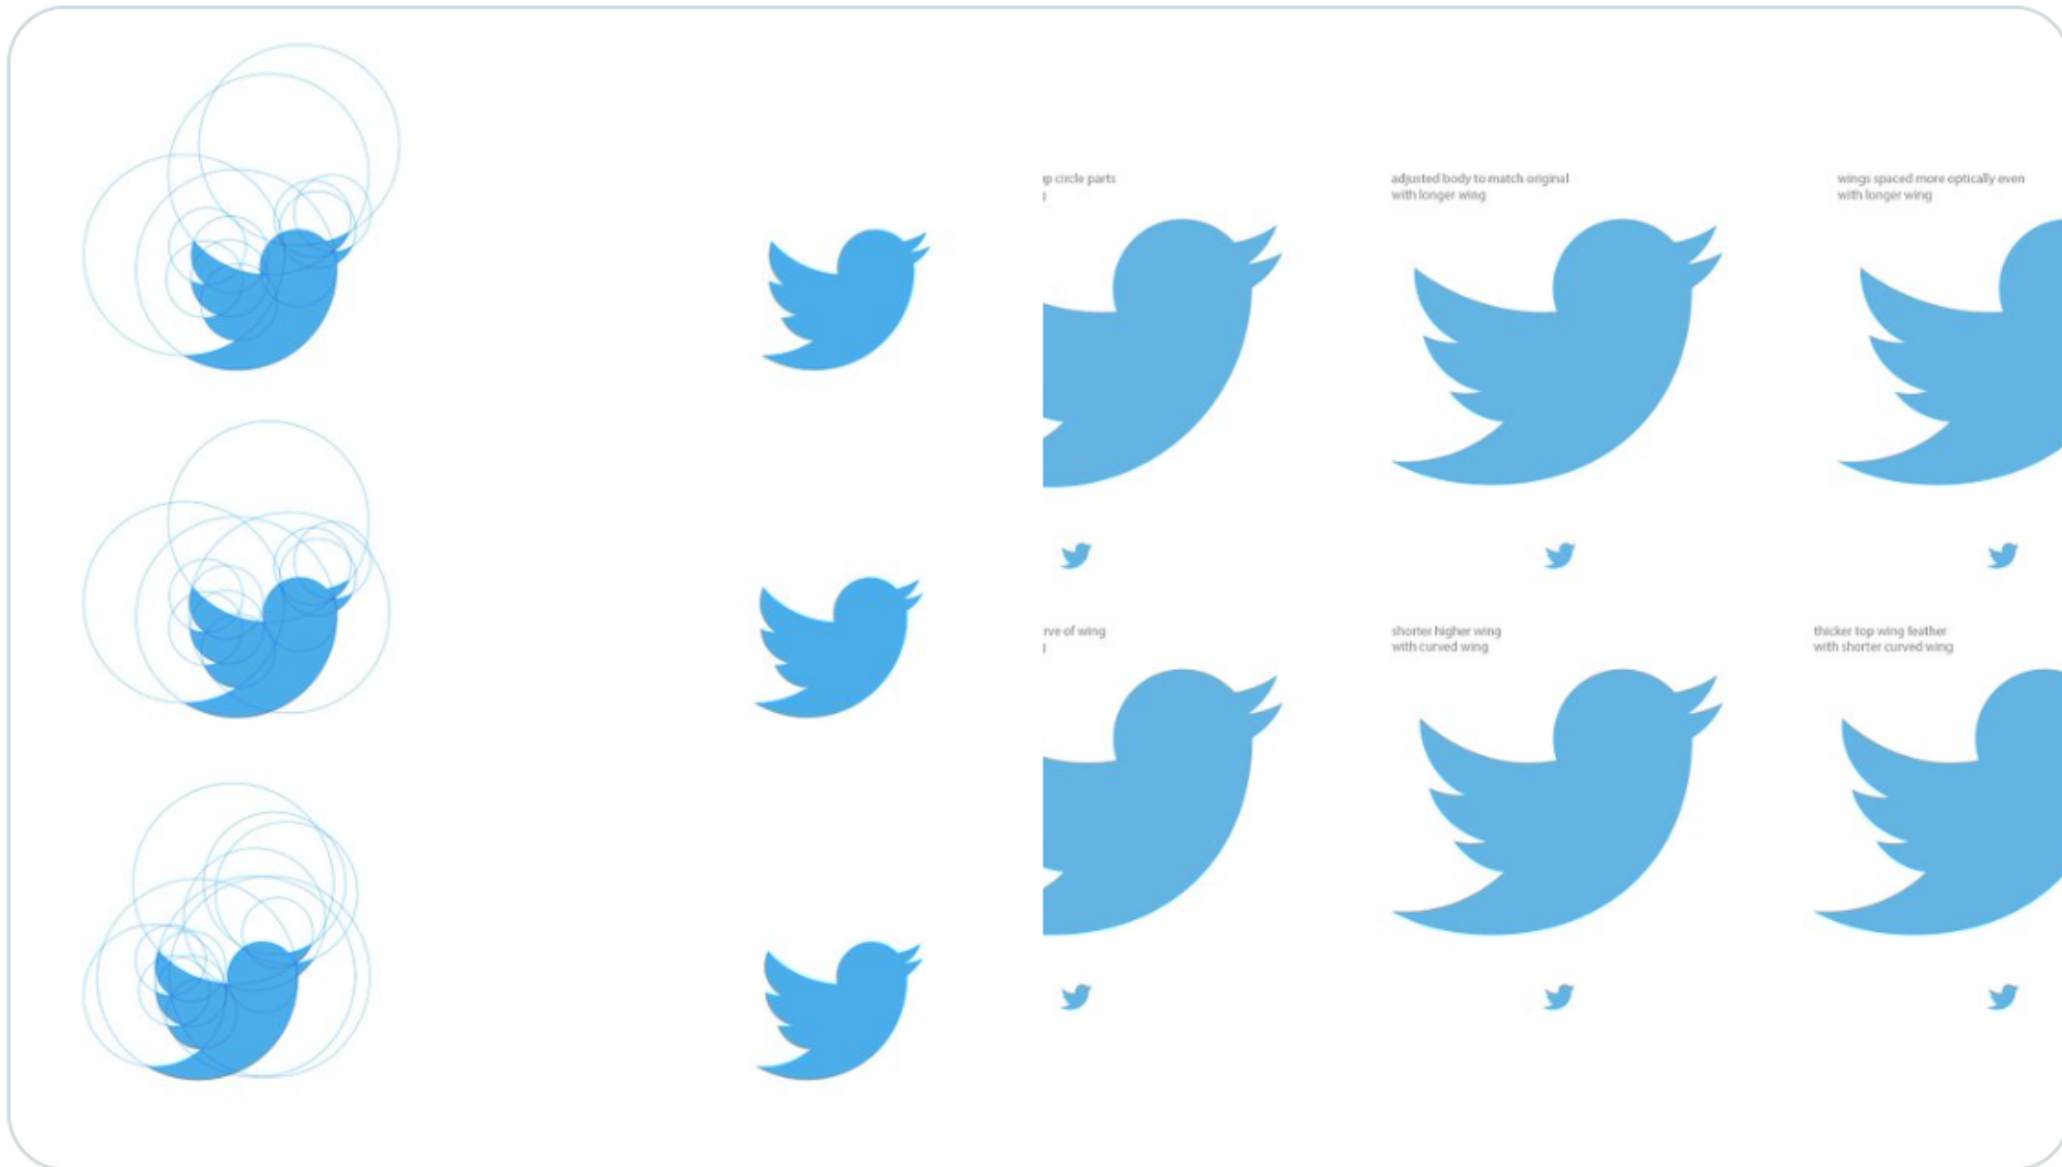 up circle parts
adjusted body to match original
with longer wing
wings spaced more optically even
with longer wing
rve of wing
shorter higher wing
with curved wing
thicker top wing feather
with shorter curved wing